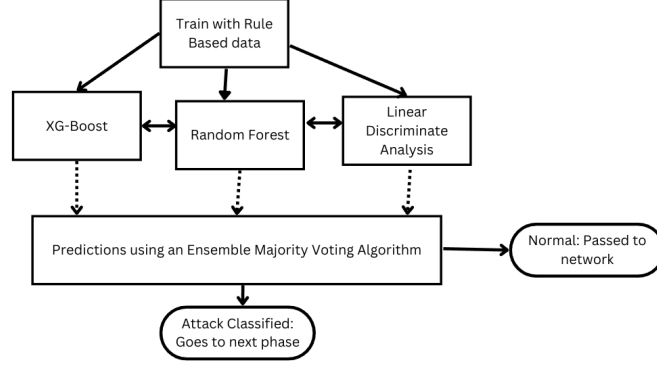 Train with Rule
Based data
XG-Boost
Random Forest
Linear
Discriminate
Analysis
Predictions using an Ensemble Majority Voting Algorithm
Normal: Passed to
network
Attack Classified:
Goes to next phase